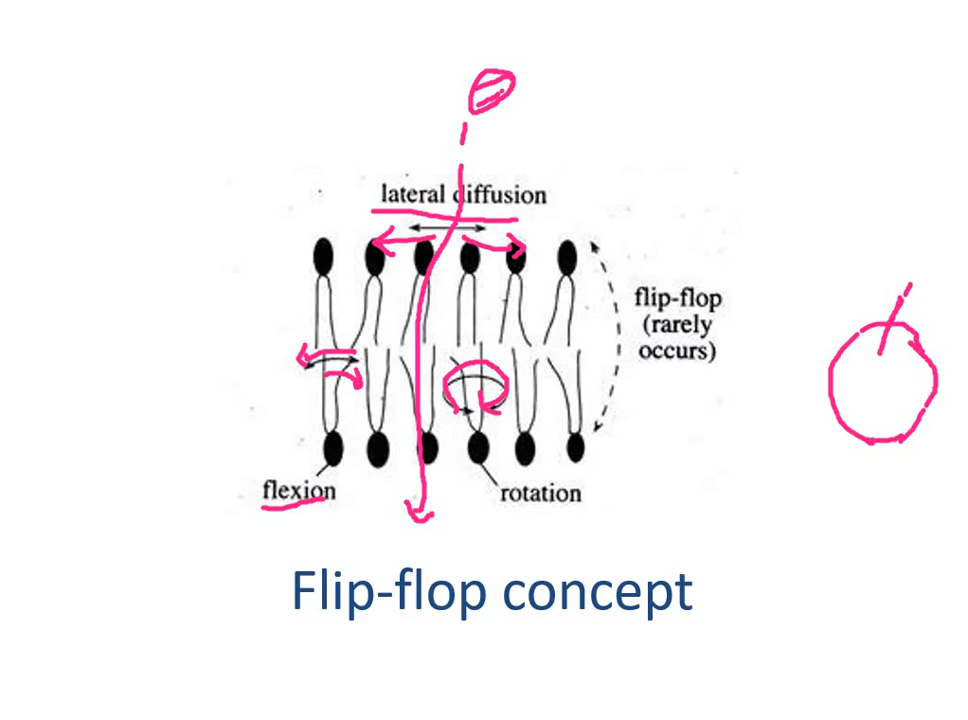 lateral diffusion
flip-flop
(rarely
occurs)
flexion
rotation
Flip-flop concept